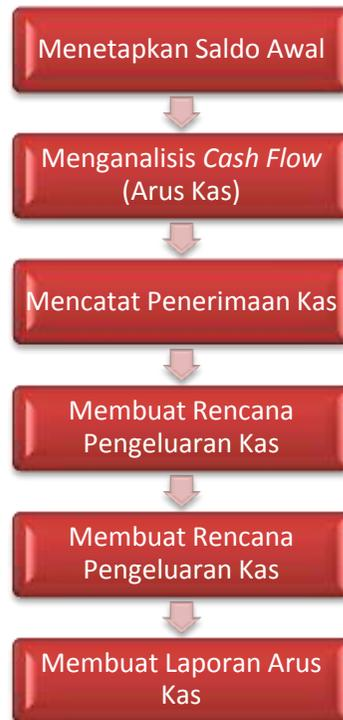 Menetapkan Saldo Awal
Menganalisis Cash Flow
(Arus Kas)
Mencatat Penerimaan Kas
Membuat Rencana
Pengeluaran Kas
Membuat Rencana
Pengeluaran Kas
Membuat Laporan Arus
Kas